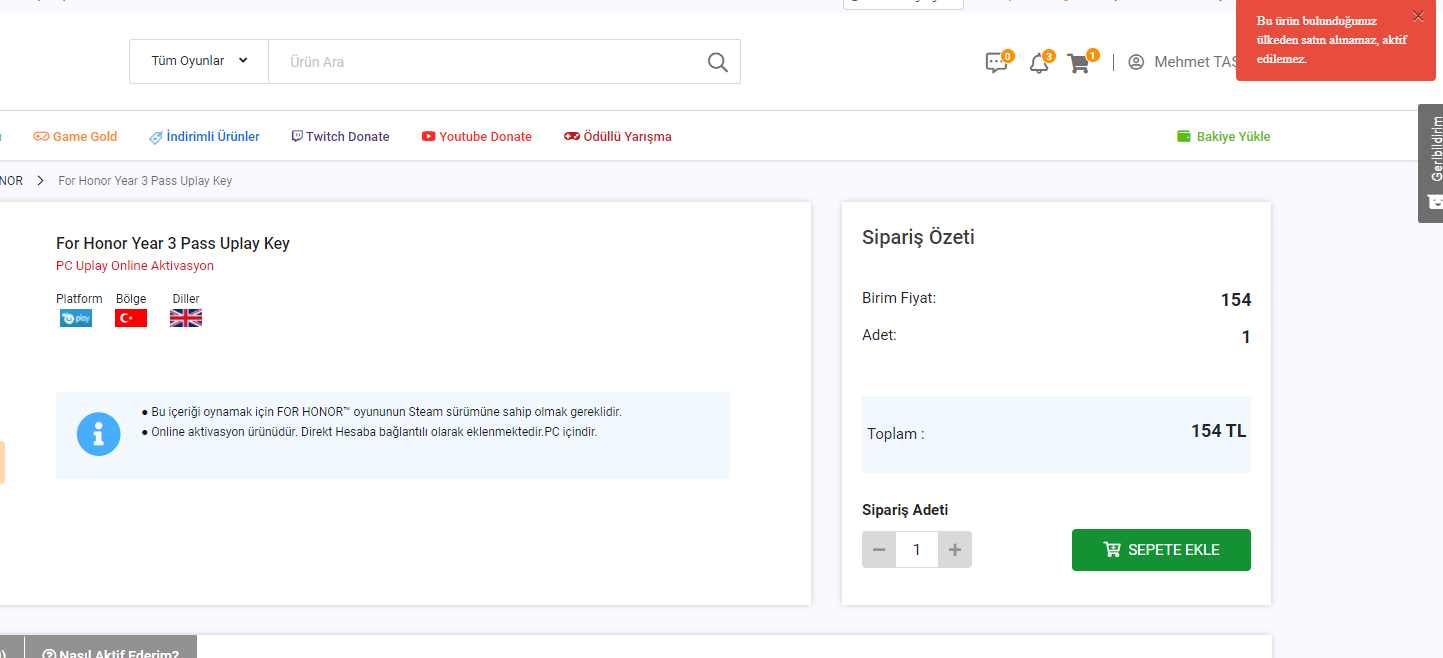 Bu ürün bulunduğunuz
ülkeden satın alınamaz, aktif
edilemez.
Tüm Oyunlar
Ürün Ara
0
3
1
Mehmet TAS
Game Gold
İndirimli Ürünler
Twitch Donate
Youtube Donate
Ödüllü Yarışma
Bakiye Yükle
Geribildirim
NOR
For Honor Year 3 Pass Uplay Key
For Honor Year 3 Pass Uplay Key
PC Uplay Online Aktivasyon
Platform Bölge Diller
play
● Bu içeriği oynamak için FOR HONOR™ oyununun Steam sürümüne sahip olmak gereklidir.
● Online aktivasyon ürünüdür. Direkt Hesaba bağlantılı olarak eklenmektedir.PC içindir.
Sipariş Özeti
Birim Fiyat: 154
Adet: 1
Toplam : 154 TL
Sipariş Adeti
− 1 +
SEPETE EKLE
Nasıl Aktif Ederim?